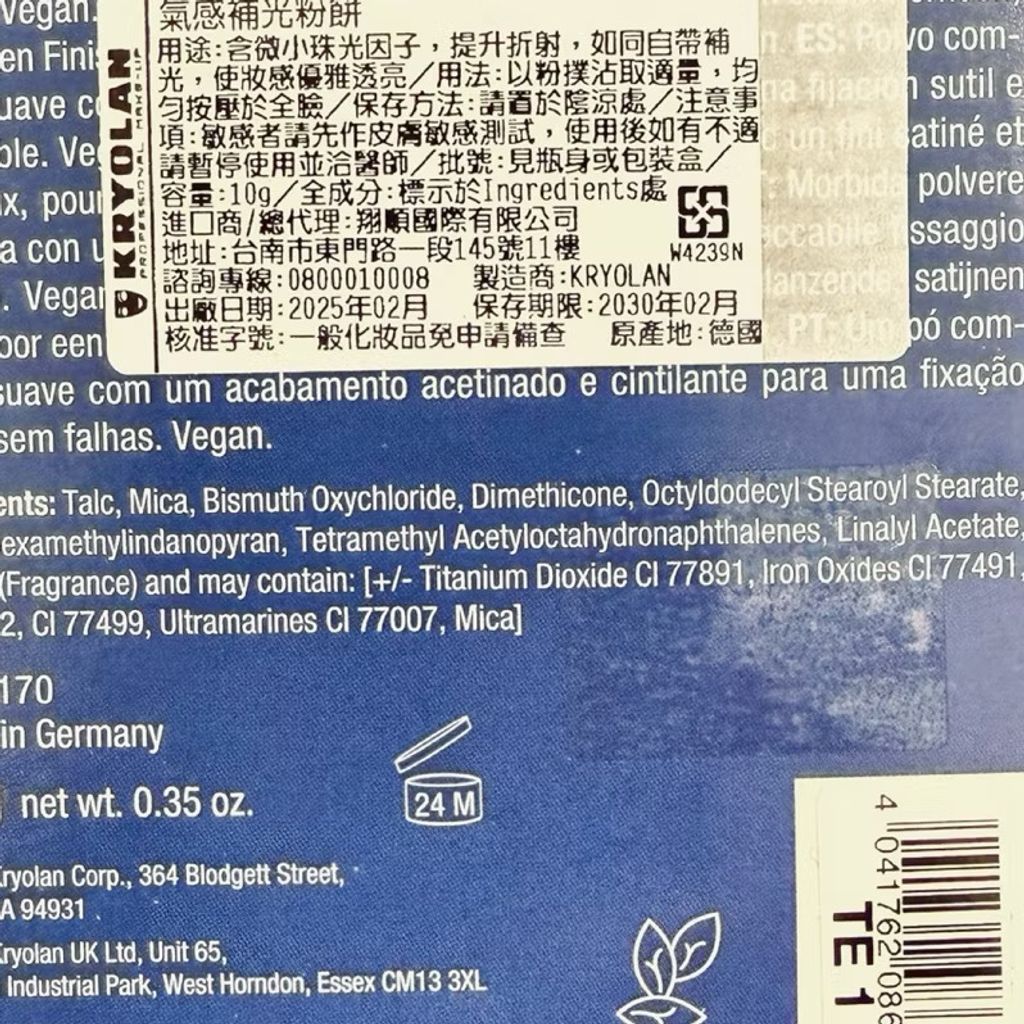 氣感補光粉餅
用途:含微小珠光因子，提升折射，如同自帶補
光，使妝感優雅透亮／用法:以粉撲沾取適量，均
勻按壓於全臉／保存方法:請置於陰涼處／注意事
項:敏感者請先作皮膚敏感測試，使用後如有不適
請暫停使用並洽醫師／批號:見瓶身或包裝盒／
容量:10g／全成分:標示於Ingredients處
進口商/總代理:翔順國際有限公司
地址:台南市東門路一段145號11樓
W4239N
諮詢專線:0800010008 製造商:KRYOLAN
出廠日期:2025年02月 保存期限:2030年02月
核准字號:一般化妝品免申請備查 原產地:德國
KRYOLAN
PROFESSIONAL MAKE-UP
Vegan.
en Finis
uave c
ble. Ve
x, pour
a con u
. Vegan
oor een
ES: Polvo com-
na fijación sutil e
c un fini satiné et
: Morbida polvere
accabile issaggio
lanzende, satijnen
PT: Um pó com-
suave com um acabamento acetinado e cintilante para uma fixação
sem falhas. Vegan.
ents: Talc, Mica, Bismuth Oxychloride, Dimethicone, Octyldodecyl Stearoyl Stearate,
examethylindanopyran, Tetramethyl Acetyloctahydronaphthalenes, Linalyl Acetate,
(Fragrance) and may contain: [+/- Titanium Dioxide CI 77891, Iron Oxides CI 77491,
2, CI 77499, Ultramarines CI 77007, Mica]
170
in Germany
24 M
net wt. 0.35 oz.
Kryolan Corp., 364 Blodgett Street,
A 94931
Kryolan UK Ltd, Unit 65,
Industrial Park, West Horndon, Essex CM13 3XL
4 041762 086
TE 1